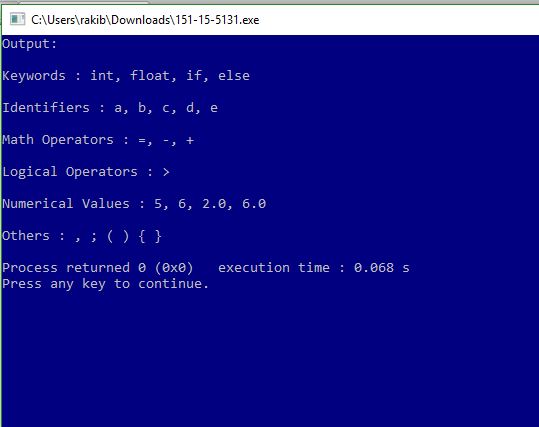 C:\Users\rakib\Downloads\151-15-5131.exe
Output:
Keywords : int, float, if, else
Identifiers : a, b, c, d, e
Math Operators : =, -, +
Logical Operators : >
Numerical Values : 5, 6, 2.0, 6.0
Others : , ; ( ) { }
Process returned 0 (0x0)   execution time : 0.068 s
Press any key to continue.